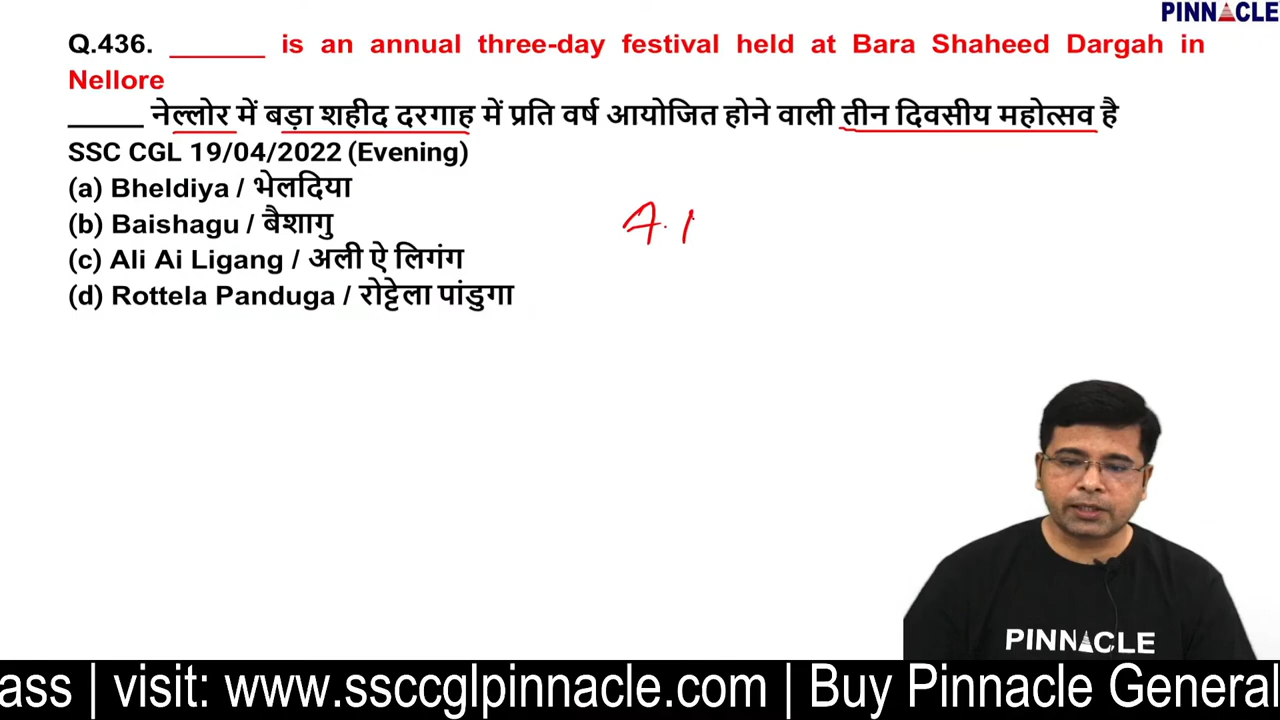 PINNACLE
Q.436. ______ is an annual three-day festival held at Bara Shaheed Dargah in
Nellore
_____ नेल्लोर में बड़ा शहीद दरगाह में प्रति वर्ष आयोजित होने वाली तीन दिवसीय महोत्सव है
SSC CGL 19/04/2022 (Evening)
(a) Bheldiya / भेलदिया
(b) Baishagu / बैशागु
(c) Ali Ai Ligang / अली ऐ लिगंग
(d) Rottela Panduga / रोट्टेला पांडुगा
A.
PINNACLE
ass | visit: www.ssccglpinnacle.com | Buy Pinnacle General